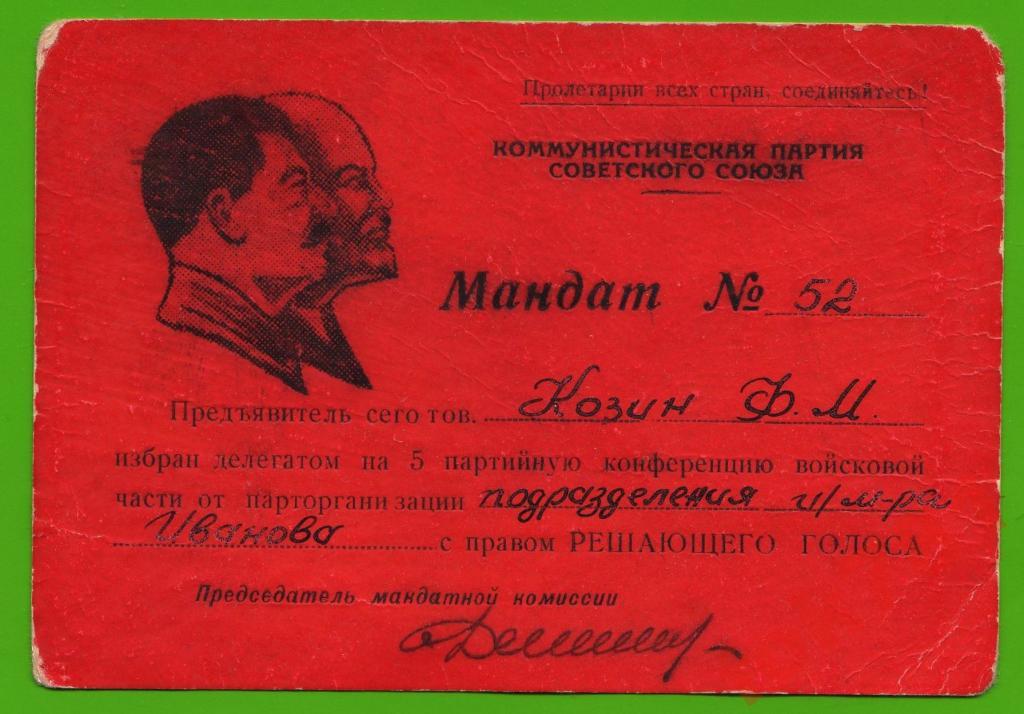 Пролетарии всех стран, соединяйтесь!
КОММУНИСТИЧЕСКАЯ ПАРТИЯ
СОВЕТСКОГО СОЮЗА
Мандат № 52
Предъявитель сего тов. Козин Ф. М.
избран делегатом на 5 партийную конференцию войсковой
части от парторганизации подразделения и/м-ра
Иванова с правом РЕШАЮЩЕГО ГОЛОСА
Председатель мандатной комиссии